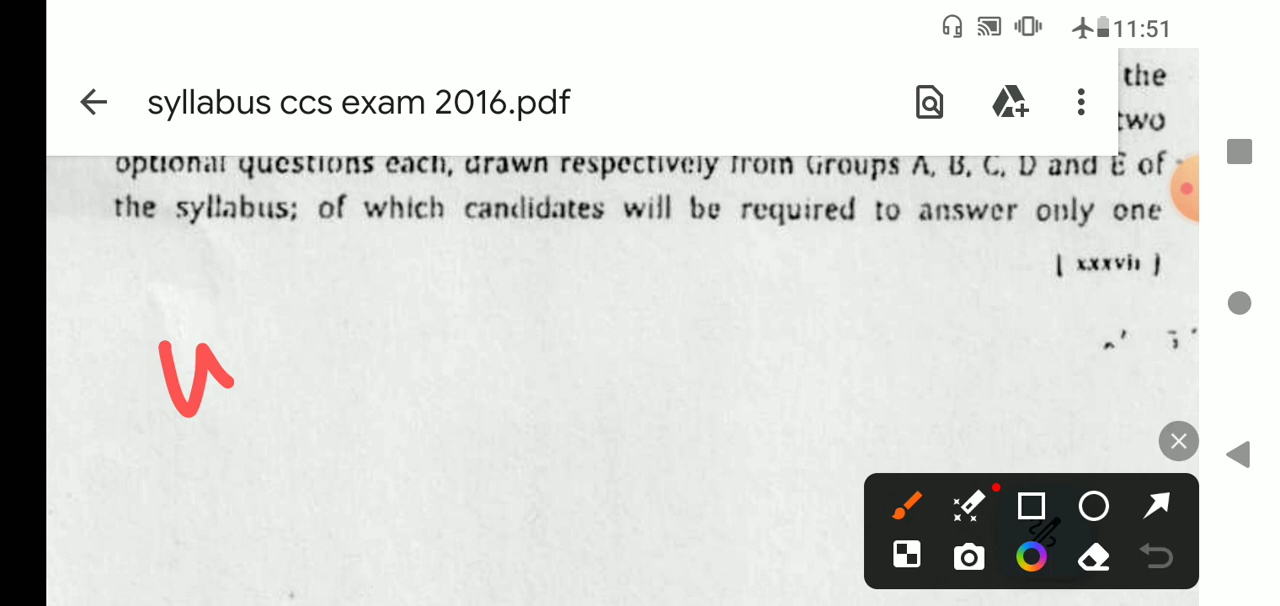 11:51
syllabus ccs exam 2016.pdf
the
two
optional questions each, drawn respectively from Groups A, B, C, D and E of
the syllabus; of which candidates will be required to answer only one
[ xxxvii ]